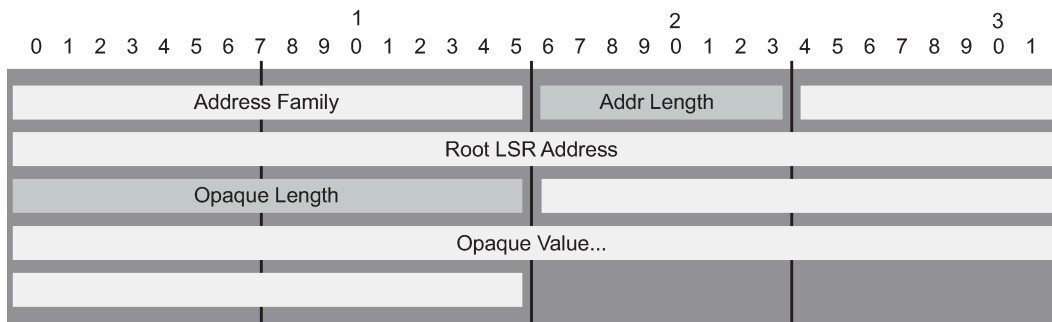 1 2 3
0 1 2 3 4 5 6 7 8 9 0 1 2 3 4 5 6 7 8 9 0 1 2 3 4 5 6 7 8 9 0 1
Address Family Addr Length
Root LSR Address
Opaque Length
Opaque Value...